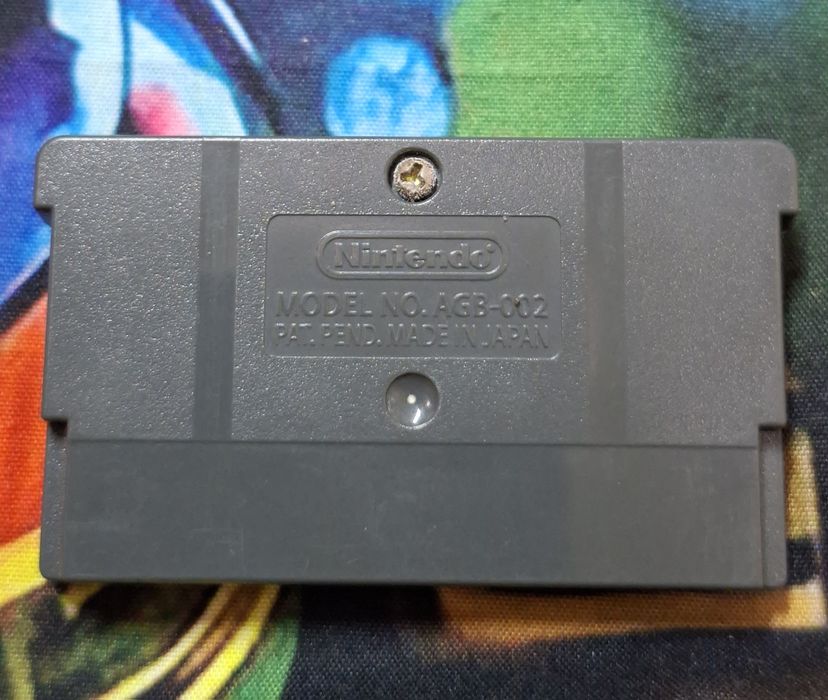 Nintendo
MODEL NO. AGB-002
PAT. PEND. MADE IN JAPAN